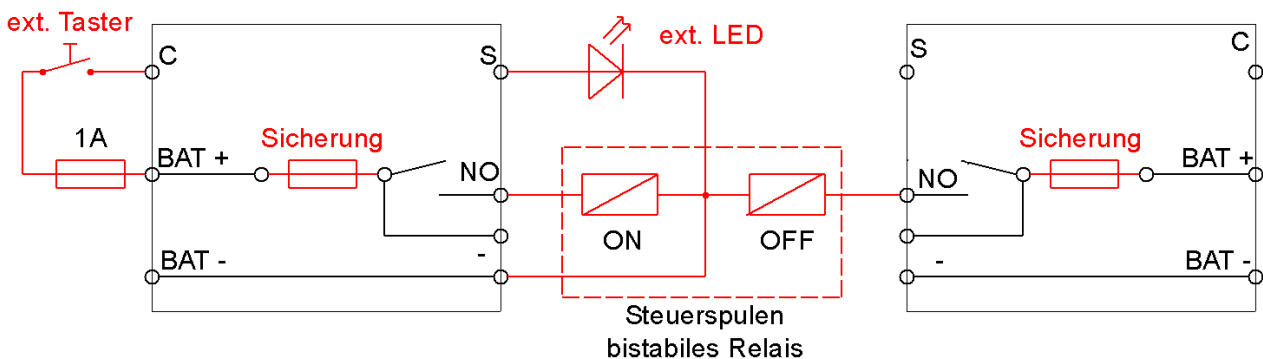 ext. Taster
C
S
ext. LED
S
C
1A
BAT +
Sicherung
NO
NO
Sicherung
BAT +
ON
OFF
BAT -
-
-
BAT -
Steuerspulen
bistabiles Relais